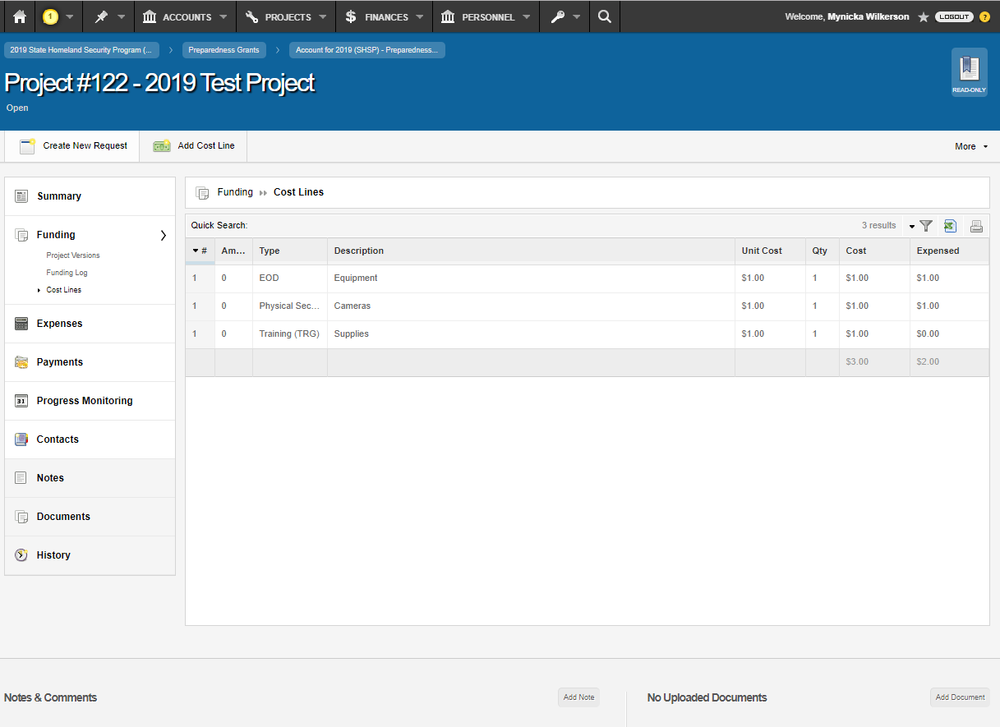 1 ACCOUNTS PROJECTS $ FINANCES PERSONNEL Welcome, Mynicka Wilkerson LOGOUT ?
2019 State Homeland Security Program (... Preparedness Grants Account for 2019 (SHSP) - Preparedness...
Project #122 - 2019 Test Project
READ-ONLY
Open
Create New Request Add Cost Line More
Summary
Funding
Project Versions
Funding Log
Cost Lines
Expenses
Payments
31 Progress Monitoring
Contacts
Notes
Documents
History
Funding Cost Lines
Quick Search: 3 results
# Am... Type Description Unit Cost Qty Cost Expensed
1 0 EOD Equipment $1.00 1 $1.00 $1.00
1 0 Physical Sec... Cameras $1.00 1 $1.00 $1.00
1 0 Training (TRG) Supplies $1.00 1 $1.00 $0.00
$3.00 $2.00
Notes & Comments Add Note No Uploaded Documents Add Document